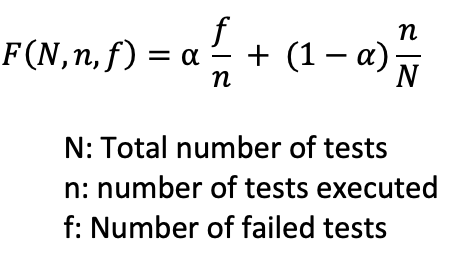 F(N, n, f) = α f/n + (1 − α) n/N
N: Total number of tests
n: number of tests executed
f: Number of failed tests